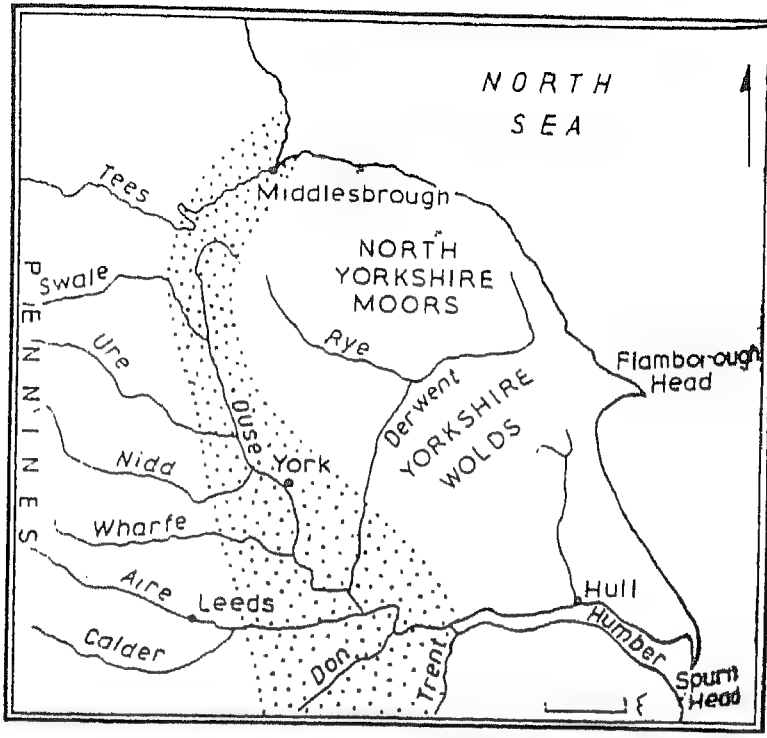 NORTH
SEA
Tees
Middlesbrough
NORTH
YORKSHIRE
MOORS
Swale
PENNINES
Ure
Rye
Flamborough
Head
Ouse
Derwent
YORKSHIRE
WOLDS
Nidd
York
Wharfe
Aire
Leeds
Hull
Humber
Calder
Don
Trent
Spurn
Head